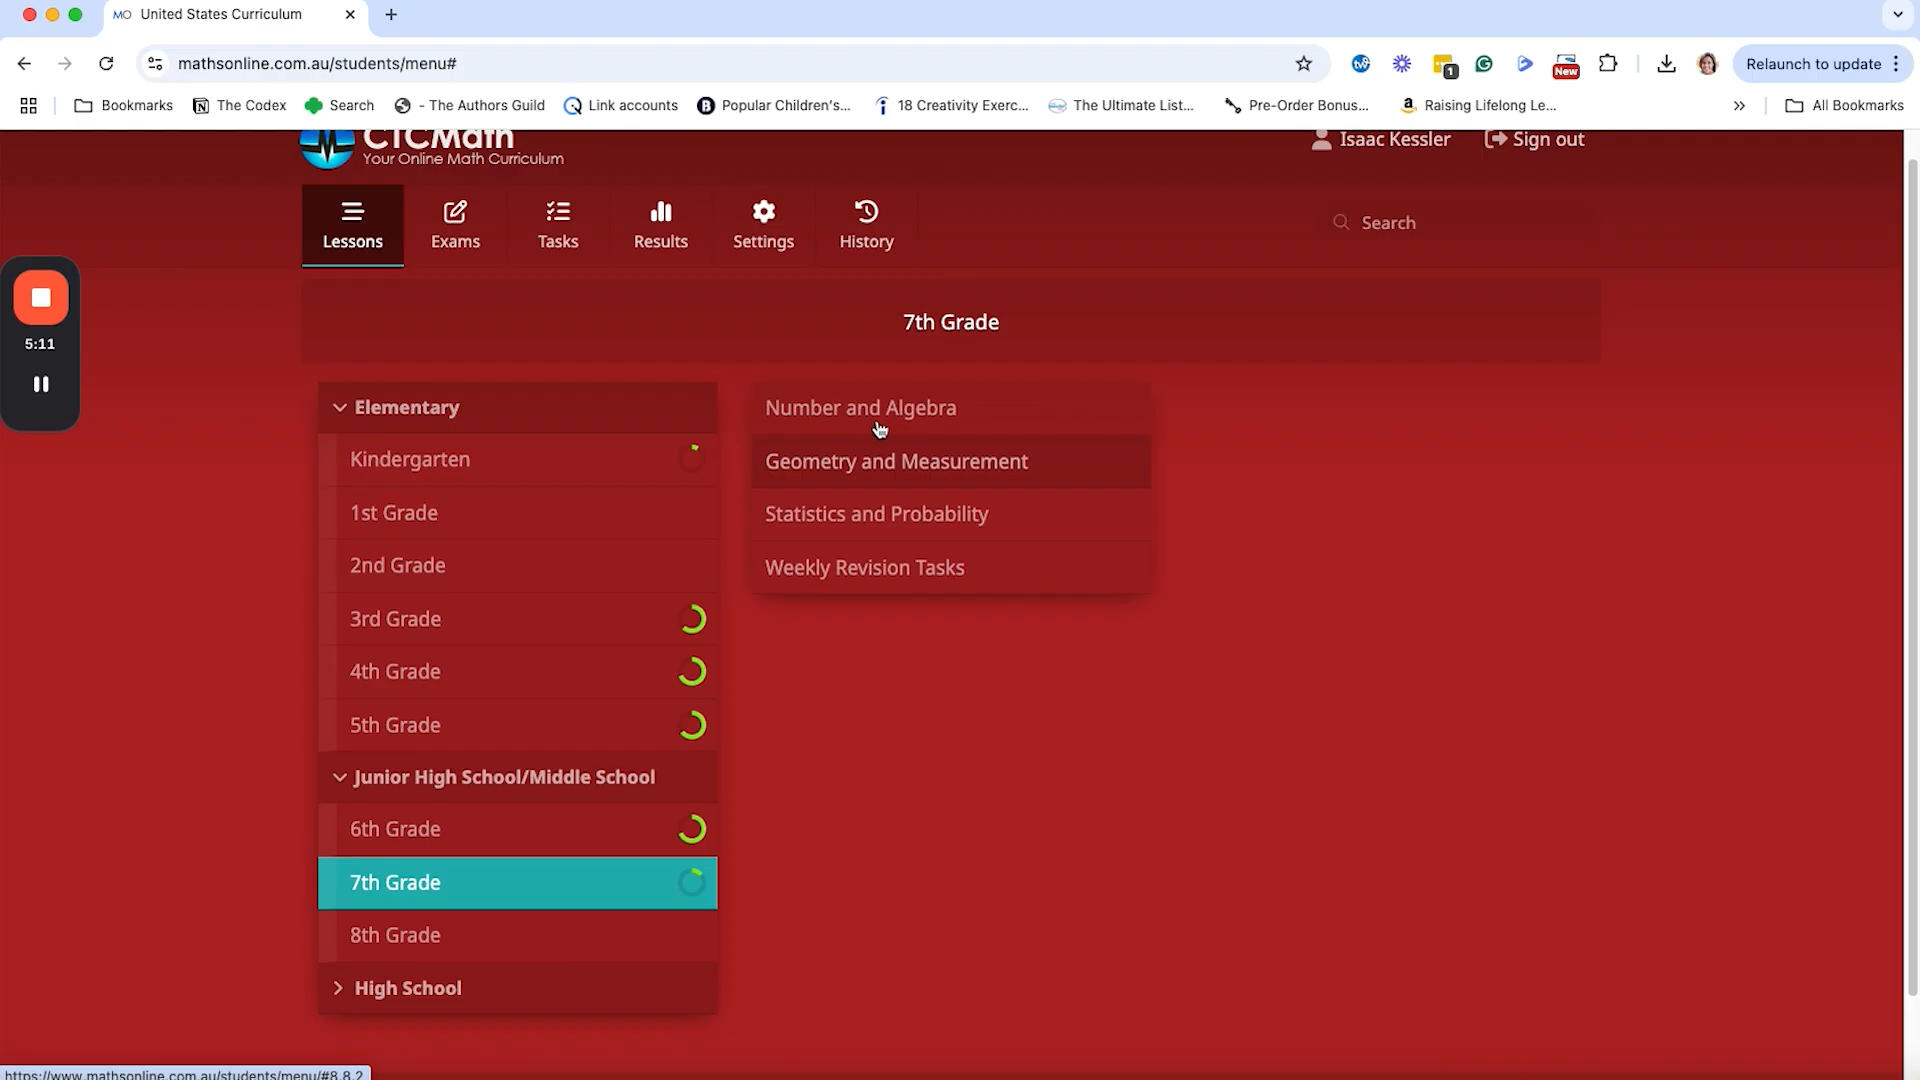 MO United States Curriculum
mathsonline.com.au/students/menu#
1
New
Relaunch to update
Bookmarks
The Codex
Search
- The Authors Guild
Link accounts
Popular Children's...
18 Creativity Exerc...
The Ultimate List...
Pre-Order Bonus...
Raising Lifelong Le...
All Bookmarks
CTCMath
Your Online Math Curriculum
Isaac Kessler
Sign out
Lessons
Exams
Tasks
Results
Settings
History
Search
5:11
7th Grade
Elementary
Kindergarten
1st Grade
2nd Grade
3rd Grade
4th Grade
5th Grade
Junior High School/Middle School
6th Grade
7th Grade
8th Grade
High School
Number and Algebra
Geometry and Measurement
Statistics and Probability
Weekly Revision Tasks
https://www.mathsonline.com.au/students/menu/#8.8.2